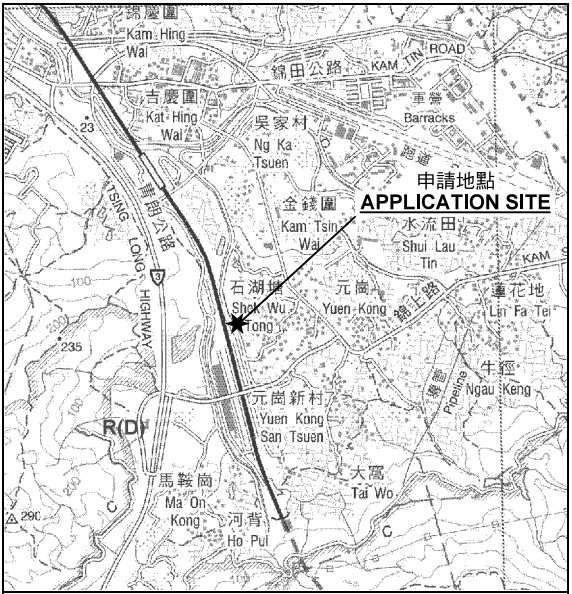 錦慶圍
Kam Hing
Wai
錦田公路
KAM TIN ROAD
吉慶圍
Kat Hing
Wai
23
吳家村
Ng Ka
Tsuen
軍營
Barracks
跑道
申請地點
APPLICATION SITE
青朗公路
TSING LONG HIGHWAY
金錢圍
Kam Tsin
Wai
水流田
Shui Lau
Tin
KAM
S
100
石湖塘
Shek Wu
Tong
元崗
Yuen Kong
錦上路
蓮花地
Lin Fa Tei
235
200
牛徑
Ngau Keng
Pipeline
R(D)
元崗新村
Yuen Kong
San Tsuen
200
馬鞍崗
Ma On
Kong
大窩
Tai Wo
290
C
河背
Ho Pui
C